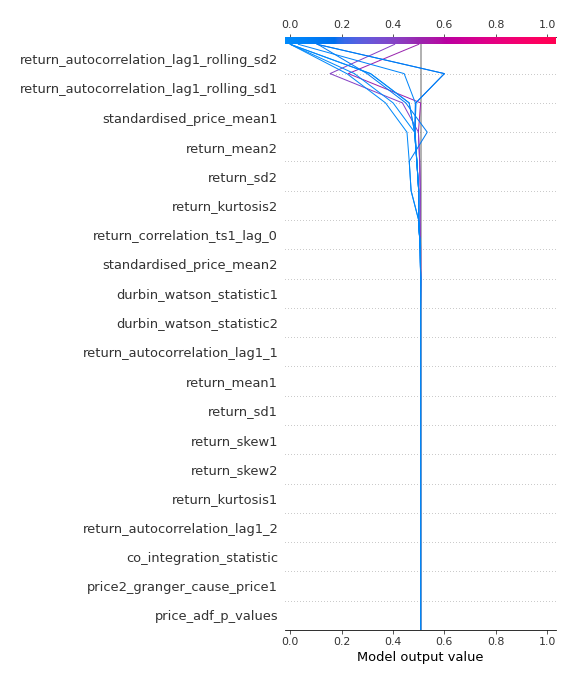 0.0 0.2 0.4 0.6 0.8 1.0
return_autocorrelation_lag1_rolling_sd2
return_autocorrelation_lag1_rolling_sd1
standardised_price_mean1
return_mean2
return_sd2
return_kurtosis2
return_correlation_ts1_lag_0
standardised_price_mean2
durbin_watson_statistic1
durbin_watson_statistic2
return_autocorrelation_lag1_1
return_mean1
return_sd1
return_skew1
return_skew2
return_kurtosis1
return_autocorrelation_lag1_2
co_integration_statistic
price2_granger_cause_price1
price_adf_p_values
0.0 0.2 0.4 0.6 0.8 1.0
Model output value